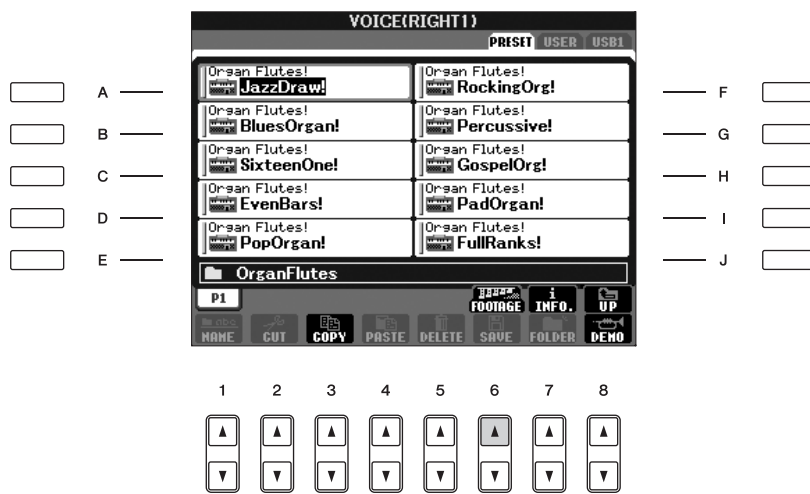 VOICE(RIGHT1)
PRESET USER USB1
Organ Flutes!
JazzDraw!
Organ Flutes!
RockingOrg!
Organ Flutes!
BluesOrgan!
Organ Flutes!
Percussive!
Organ Flutes!
SixteenOne!
Organ Flutes!
GospelOrg!
Organ Flutes!
EvenBars!
Organ Flutes!
PadOrgan!
Organ Flutes!
PopOrgan!
Organ Flutes!
FullRanks!
A
B
C
D
E
F
G
H
I
J
OrganFlutes
P1
FOOTAGE
i
INFO.
UP
abc
NAME CUT COPY PASTE DELETE SAVE FOLDER DEMO
1 2 3 4 5 6 7 8